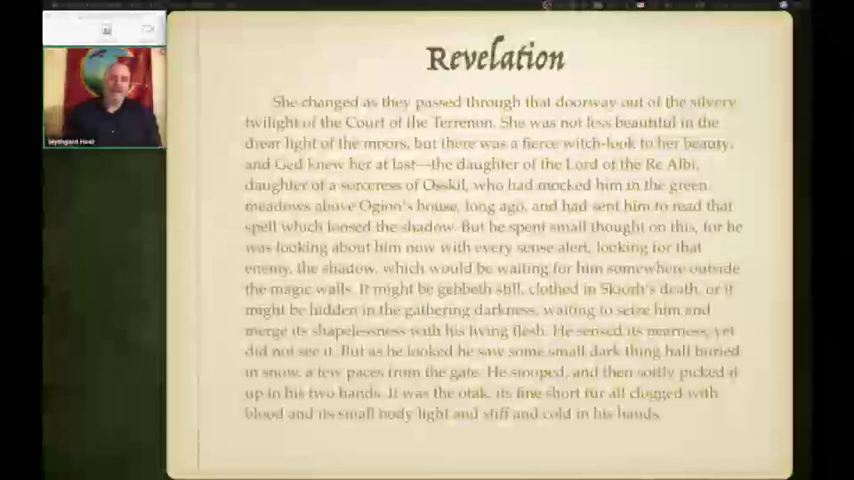 Revelation
She changed as they passed through that doorway out of the silvery
twilight of the Court of the Terrenon. She was not less beautiful in the
drear light of the moors, but there was a fierce witch-look to her beauty,
and Ged knew her at last—the daughter of the Lord of the Re Albi,
daughter of a sorceress of Osskil, who had mocked him in the green
meadows above Ogion's house, long ago, and had sent him to read that
spell which loosed the shadow. But he spent small thought on this, for he
was looking about him now with every sense alert, looking for that
enemy, the shadow, which would be waiting for him somewhere outside
the magic walls. It might be gebbeth still, clothed in Skiorh's death, or it
might be hidden in the gathering darkness, waiting to seize him and
merge its shapelessness with his living flesh. He sensed its nearness, yet
did not see it. But as he looked he saw some small dark thing half buried
in snow, a few paces from the gate. He stooped, and then softly picked it
up in his two hands. It was the otak, its fine short fur all clogged with
blood and its small body light and stiff and cold in his hands.
Mythgard Host